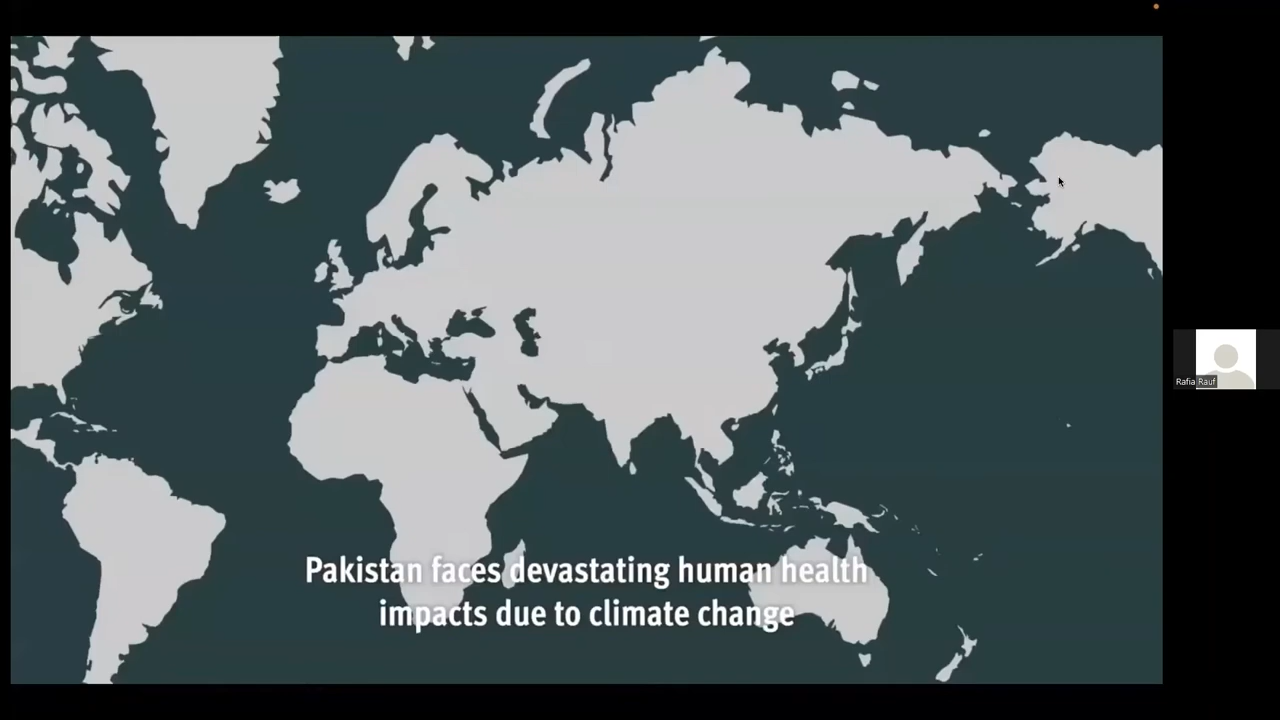 Pakistan faces devastating human health
impacts due to climate change
Rafia Rauf